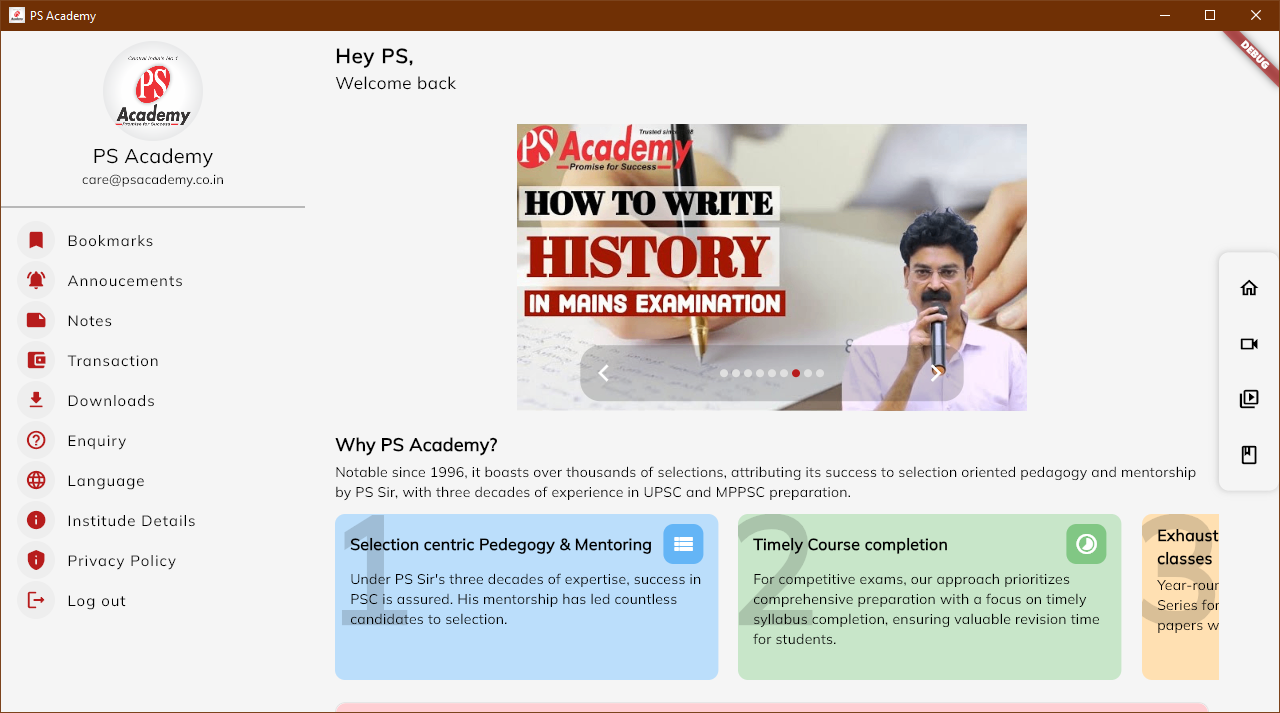 PS Academy
DEBUG
Central India's No. 1
PS
Academy
Promise for Success
PS Academy
care@psacademy.co.in
Bookmarks
Annoucements
Notes
Transaction
Downloads
Enquiry
Language
Institude Details
Privacy Policy
Log out
Hey PS,
Welcome back
Trusted since
PS Academy
Promise for Success
HOW TO WRITE
HISTORY
IN MAINS EXAMINATION
Why PS Academy?
Notable since 1996, it boasts over thousands of selections, attributing its success to selection oriented pedagogy and mentorship
by PS Sir, with three decades of experience in UPSC and MPPSC preparation.
1
Selection centric Pedegogy & Mentoring
Under PS Sir's three decades of expertise, success in
PSC is assured. His mentorship has led countless
candidates to selection.
2
Timely Course completion
For competitive exams, our approach prioritizes
comprehensive preparation with a focus on timely
syllabus completion, ensuring valuable revision time
for students.
3
Exhaust
classes
Year-rour
Series for
papers w